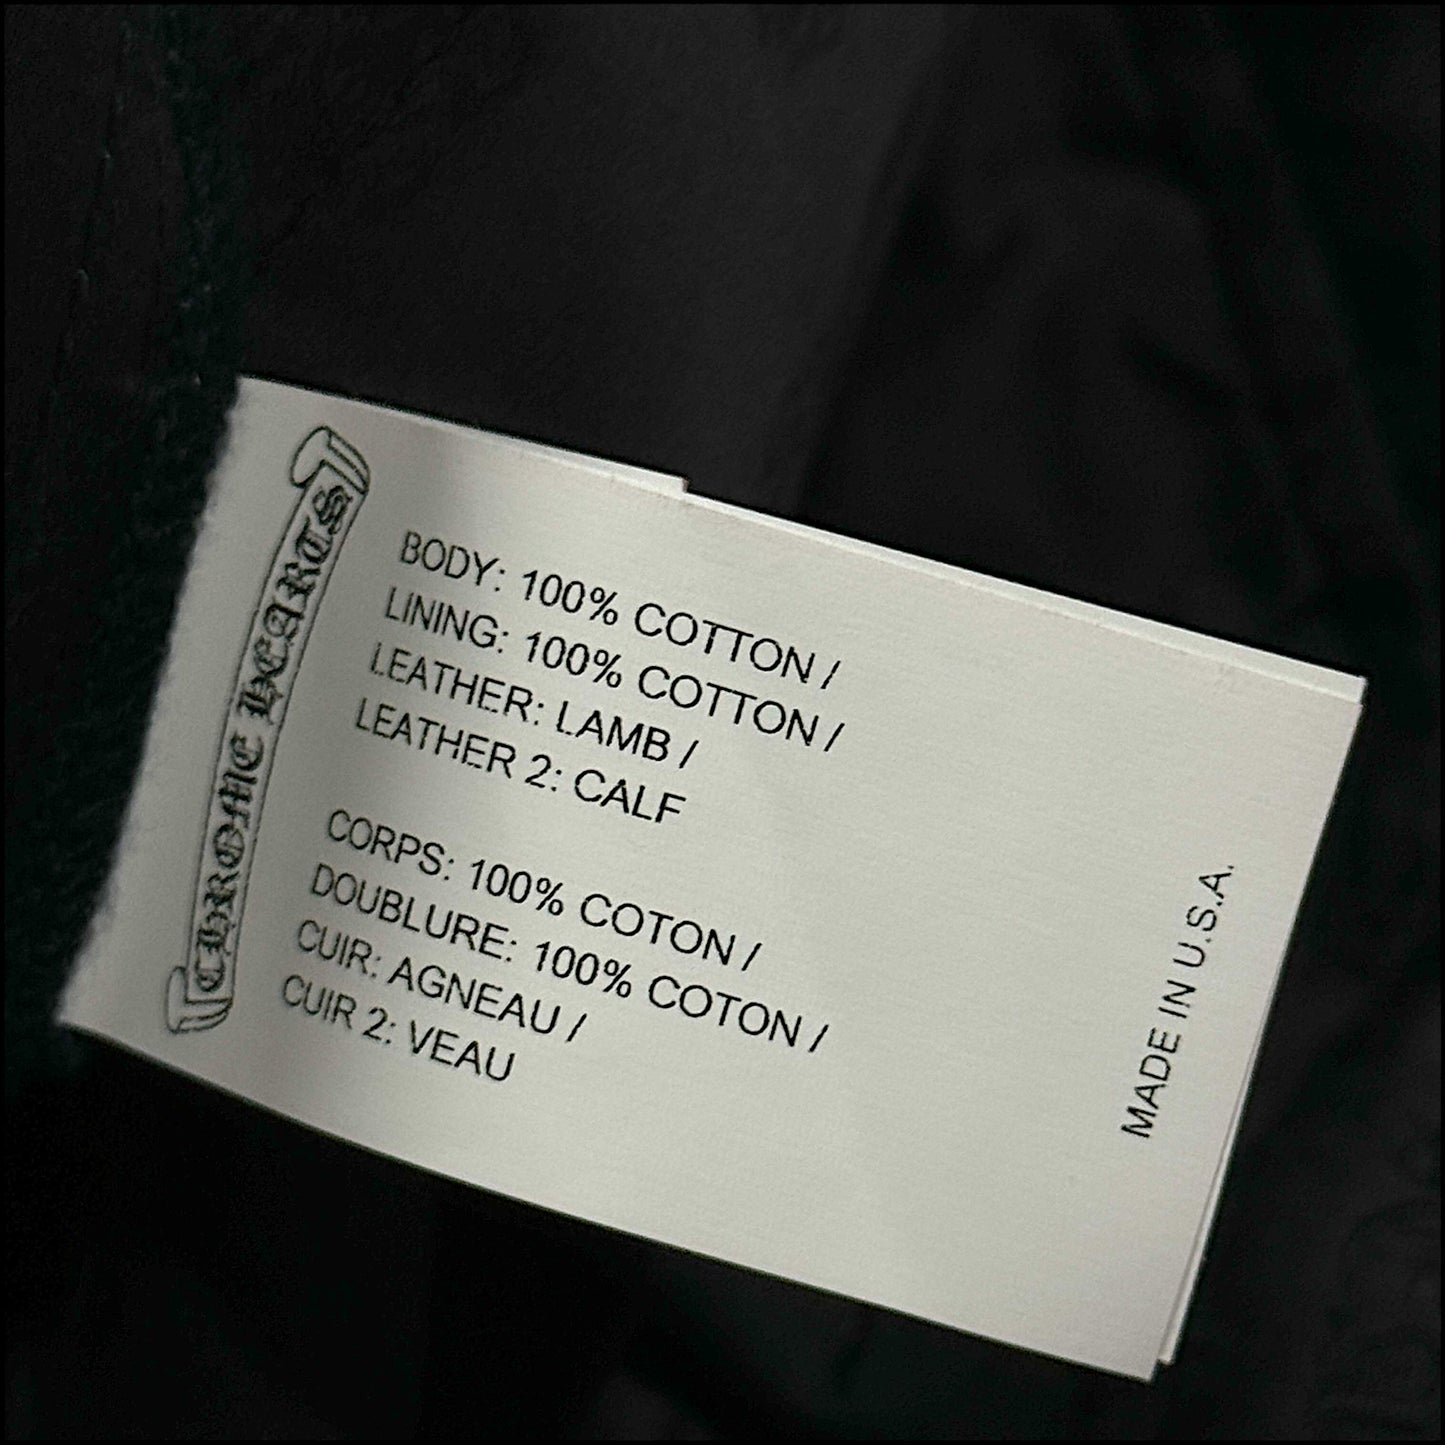 CHROME HEARTS
BODY: 100% COTTON /
LINING: 100% COTTON /
LEATHER: LAMB /
LEATHER 2: CALF
CORPS: 100% COTON /
DOUBLURE: 100% COTON /
CUIR: AGNEAU /
CUIR 2: VEAU
MADE IN U.S.A.